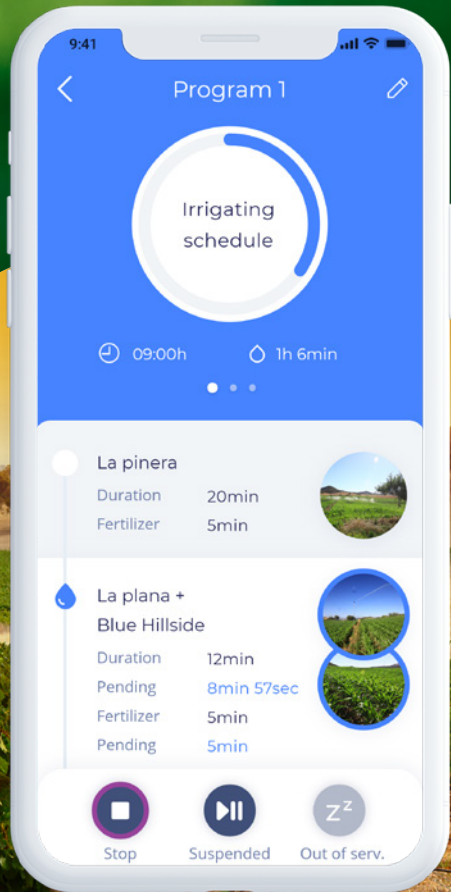 9:41
Program 1
Irrigating
schedule
09:00h 1h 6min
La pinera
Duration 20min
Fertilizer 5min
La plana +
Blue Hillside
Duration 12min
Pending 8min 57sec
Fertilizer 5min
Pending 5min
zᶻ
Stop Suspended Out of serv.